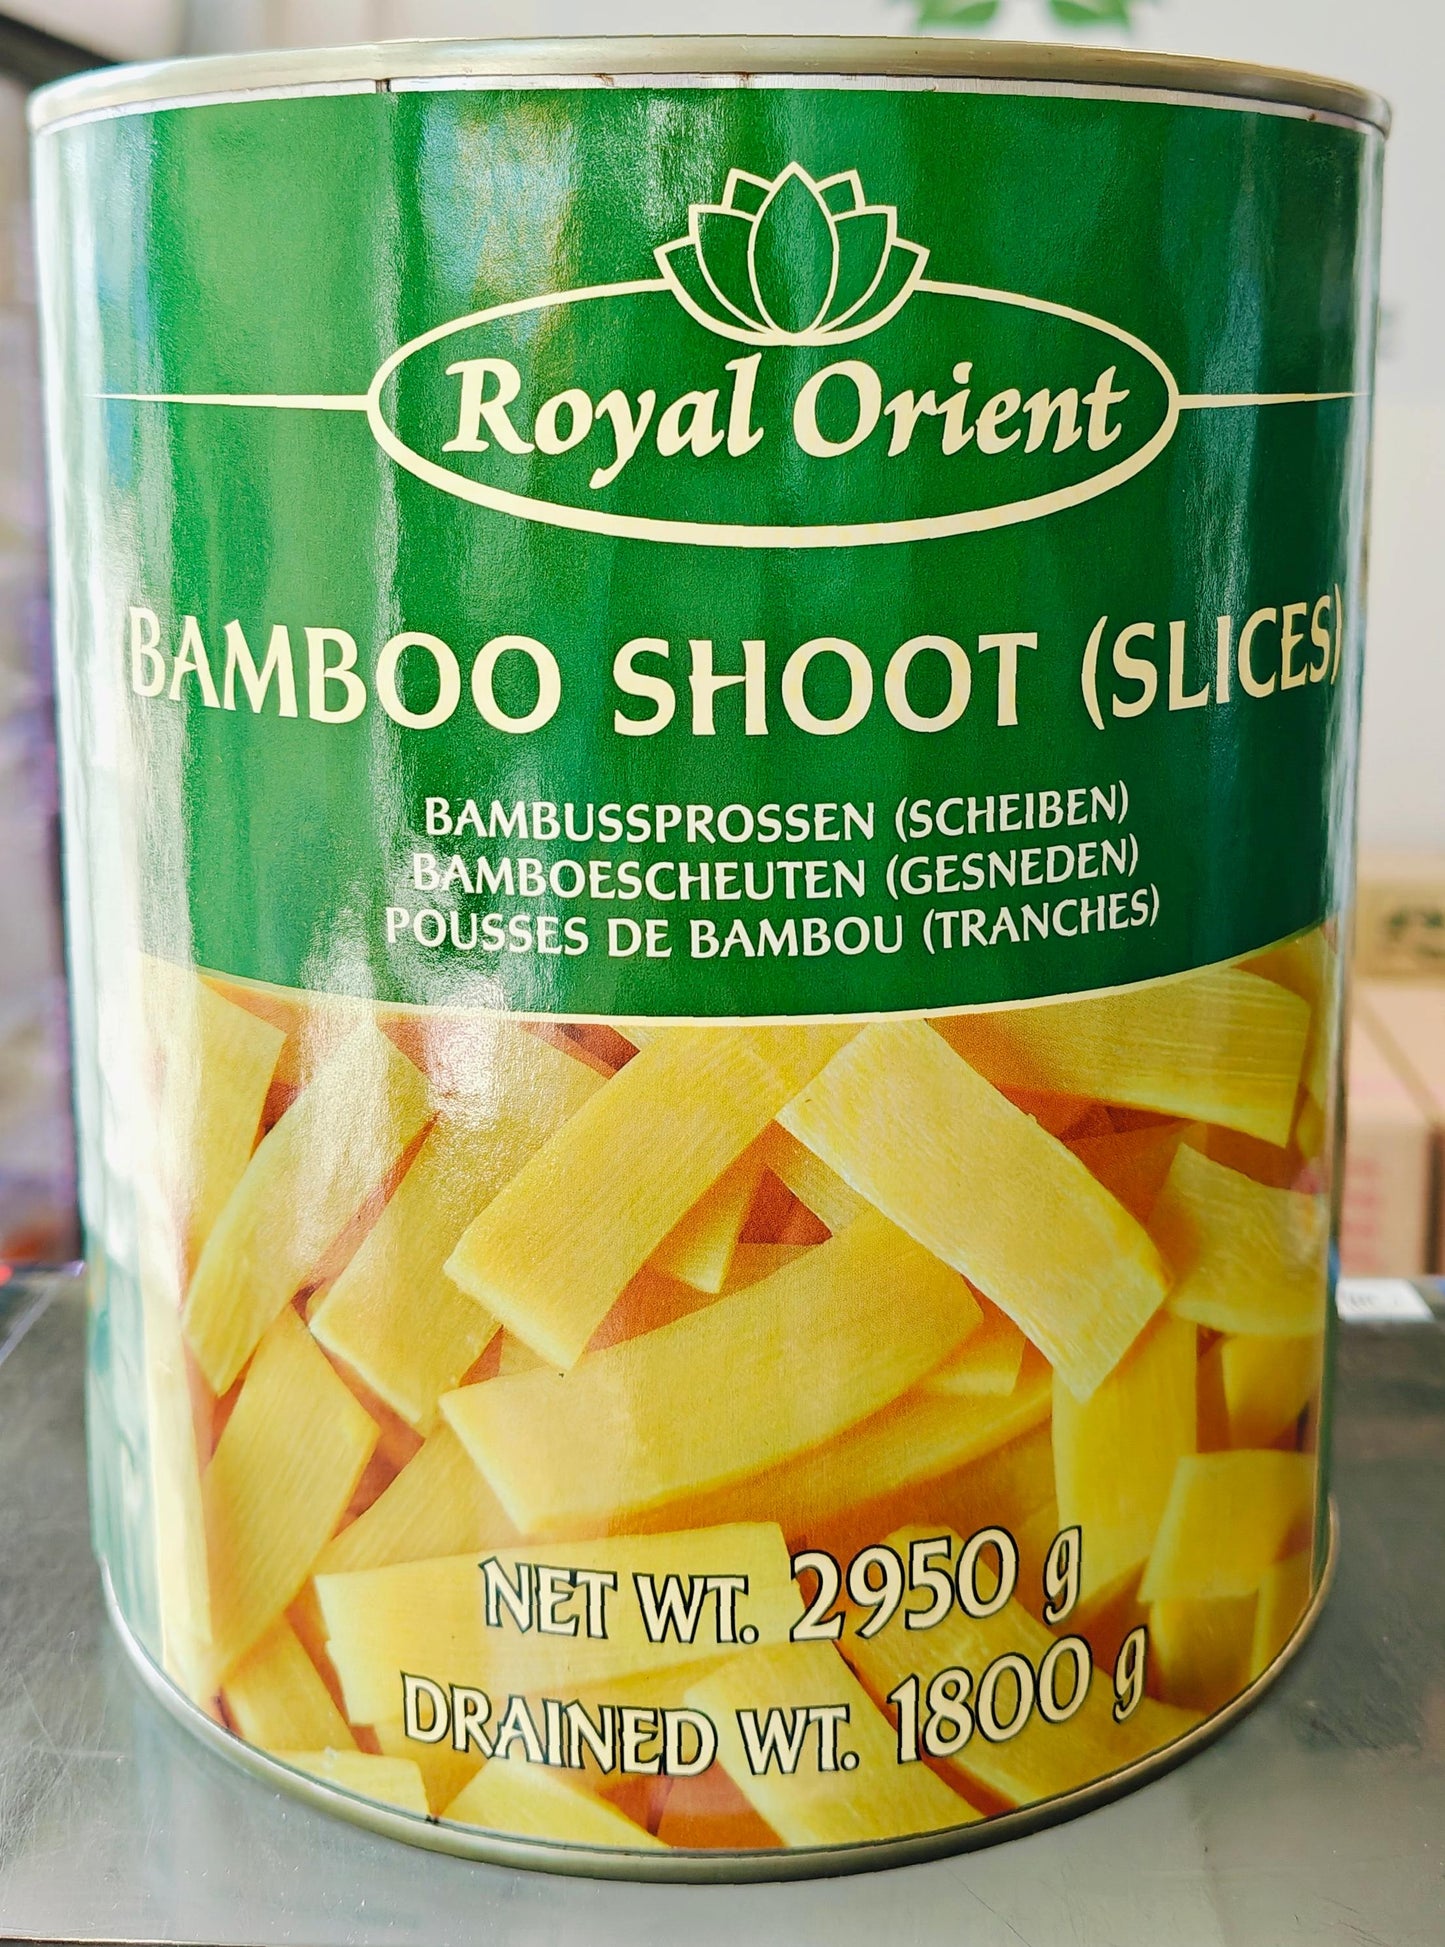 Royal Orient
BAMBOO SHOOT (SLICES)
BAMBUSSPROSSEN (SCHEIBEN)
BAMBOESCHEUTEN (GESNEDEN)
POUSSES DE BAMBOU (TRANCHES)
NET WT. 2950 g
DRAINED WT. 1800 g